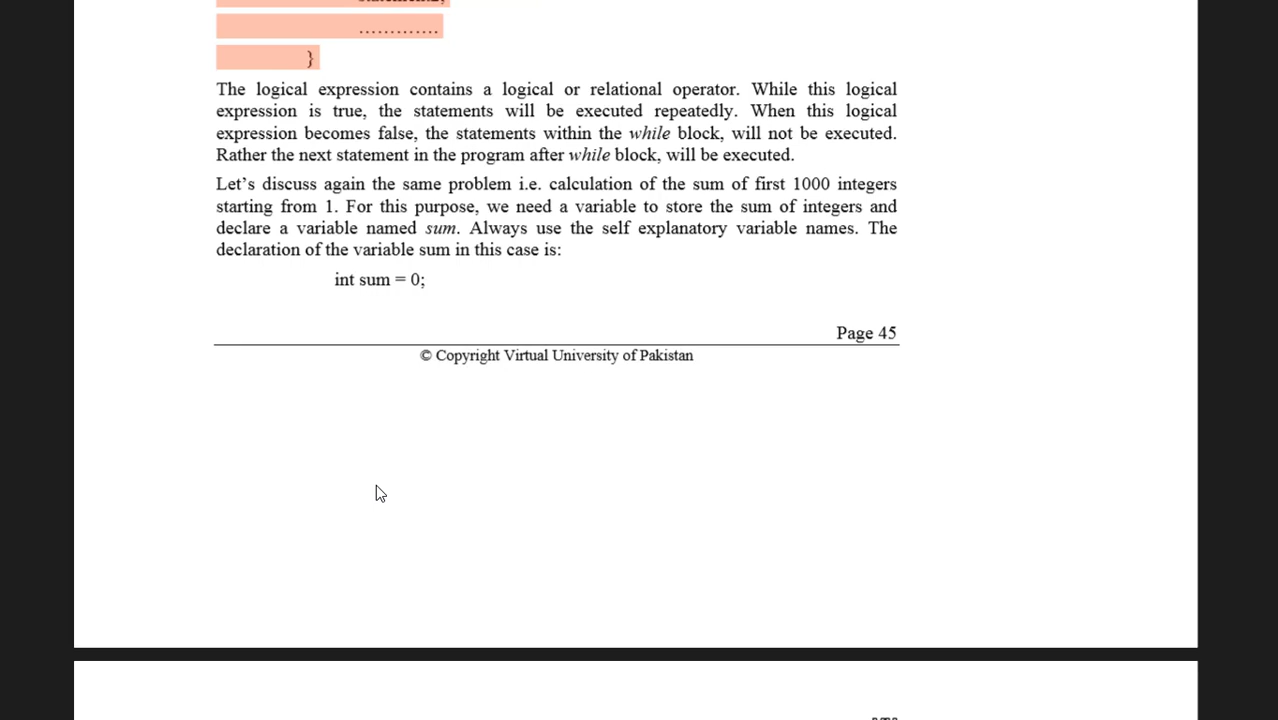 .............
}
The logical expression contains a logical or relational operator. While this logical
expression is true, the statements will be executed repeatedly. When this logical
expression becomes false, the statements within the while block, will not be executed.
Rather the next statement in the program after while block, will be executed.
Let's discuss again the same problem i.e. calculation of the sum of first 1000 integers
starting from 1. For this purpose, we need a variable to store the sum of integers and
declare a variable named sum. Always use the self explanatory variable names. The
declaration of the variable sum in this case is:
int sum = 0;
Page 45
© Copyright Virtual University of Pakistan